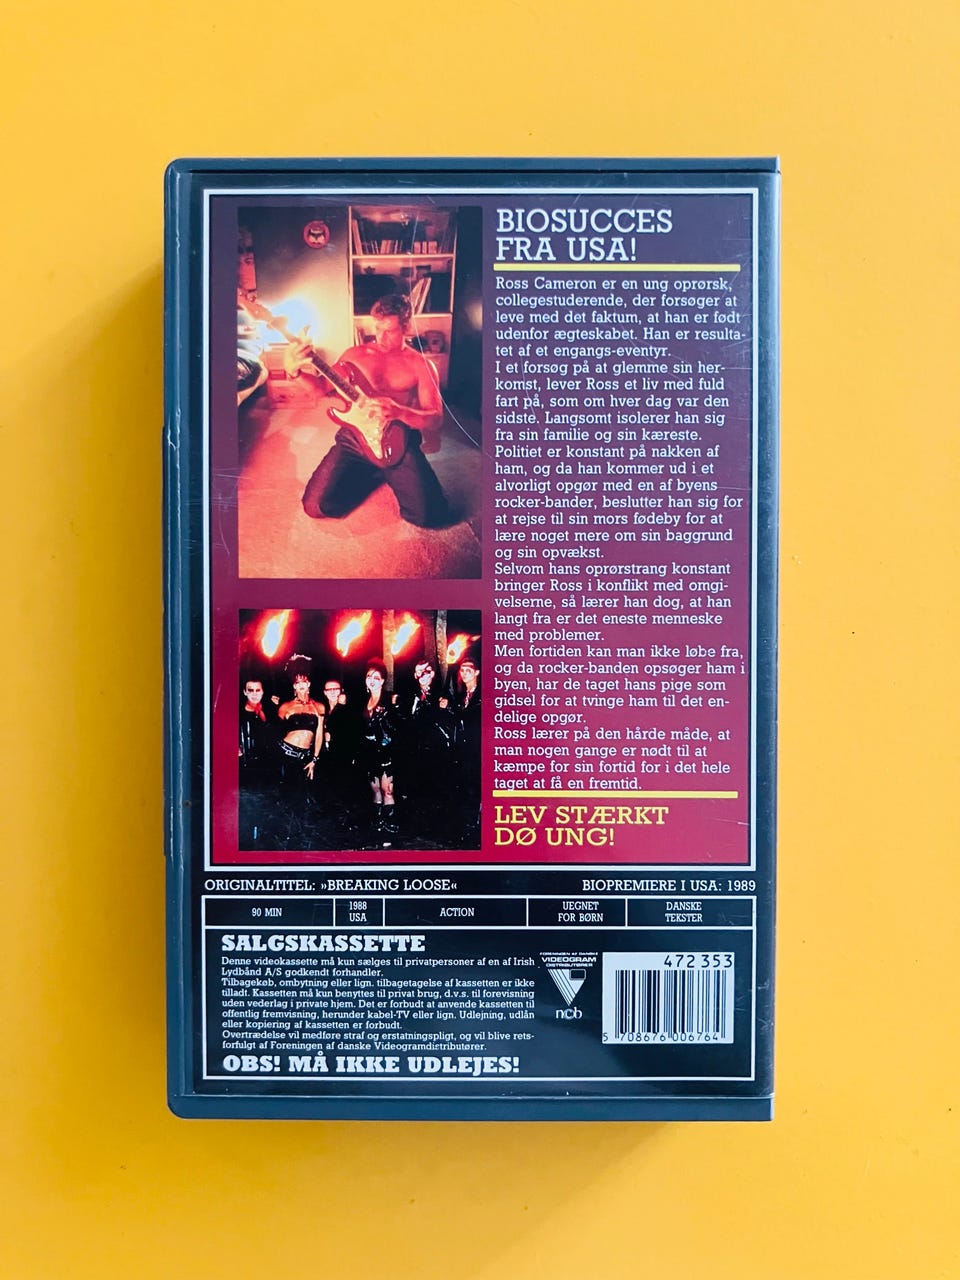 BIOSUCCES
FRA USA!
Ross Cameron er en ung oprørsk,
collegestuderende, der forsøger at
leve med det faktum, at han er født
udenfor ægteskabet. Han er resulta-
tet af et engangs-eventyr.
I et forsøg på at glemme sin her-
komst, lever Ross et liv med fuld
fart på, som om hver dag var den
sidste. Langsomt isolerer han sig
fra sin familie og sin kæreste.
Politiet er konstant på nakken af
ham, og da han kommer ud i et
alvorligt opgør med en af byens
rocker-bander, beslutter han sig for
at rejse til sin mors fødeby for at
lære noget mere om sin baggrund
og sin opvækst.
Selvom hans oprørstrang konstant
bringer Ross i konflikt med omgi-
velserne, så lærer han dog, at han
langt fra er det eneste menneske
med problemer.
Men fortiden kan man ikke løbe fra,
og da rocker-banden opsøger ham i
byen, har de taget hans pige som
gidsel for at tvinge ham til det en-
delige opgør.
Ross lærer på den hårde måde, at
man nogen gange er nødt til at
kæmpe for sin fortid for i det hele
taget at få en fremtid.
LEV STÆRKT
DØ UNG!
ORIGINALTITEL: »BREAKING LOOSE« BIOPREMIERE I USA: 1989
90 MIN
1988
USA
ACTION
UEGNET
FOR BØRN
DANSKE
TEKSTER
SALGSKASSETTE
Denne videokassette må kun sælges til privatpersoner af en af Irish
Lydbånd A/S godkendt forhandler.
Tilbagekøb, ombytning eller lign. tilbagetagelse af kassetten er ikke
tilladt. Kassetten må kun benyttes til privat brug, d.v.s. til forevisning
uden vederlag i private hjem. Det er forbudt at anvende kassetten til
offentlig fremvisning, herunder kabel-TV eller lign. Udlejning, udlån
eller kopiering af kassetten er forbudt.
Overtrædelse vil medføre straf og erstatningspligt, og vil blive rets-
forfulgt af Foreningen af danske Videogramdistributører.
OBS! MÅ IKKE UDLEJES!
FORENINGEN AF DANSKE
VIDEOGRAM
DISTRIBUTØRER
ncb
472 353
5 708676 006764